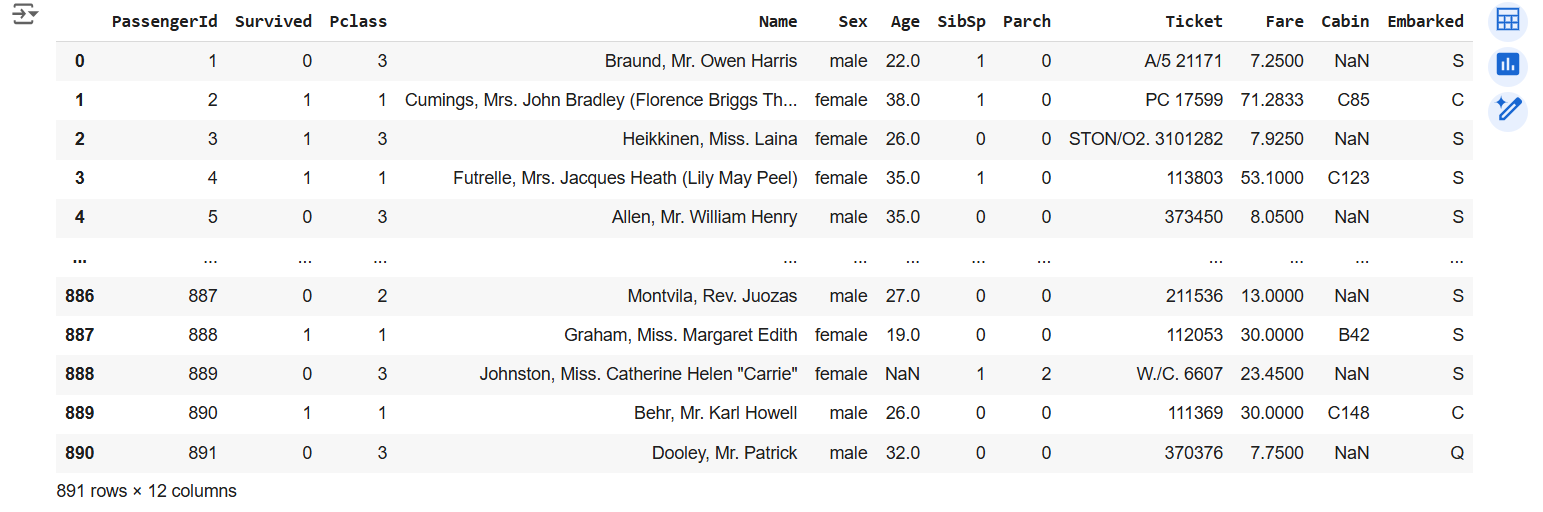 PassengerId Survived Pclass Name Sex Age SibSp Parch Ticket Fare Cabin Embarked
0 1 0 3 Braund, Mr. Owen Harris male 22.0 1 0 A/5 21171 7.2500 NaN S
1 2 1 1 Cumings, Mrs. John Bradley (Florence Briggs Th... female 38.0 1 0 PC 17599 71.2833 C85 C
2 3 1 3 Heikkinen, Miss. Laina female 26.0 0 0 STON/O2. 3101282 7.9250 NaN S
3 4 1 1 Futrelle, Mrs. Jacques Heath (Lily May Peel) female 35.0 1 0 113803 53.1000 C123 S
4 5 0 3 Allen, Mr. William Henry male 35.0 0 0 373450 8.0500 NaN S
... ... ... ... ... ... ... ... ... ... ... ... ...
886 887 0 2 Montvila, Rev. Juozas male 27.0 0 0 211536 13.0000 NaN S
887 888 1 1 Graham, Miss. Margaret Edith female 19.0 0 0 112053 30.0000 B42 S
888 889 0 3 Johnston, Miss. Catherine Helen "Carrie" female NaN 1 2 W./C. 6607 23.4500 NaN S
889 890 1 1 Behr, Mr. Karl Howell male 26.0 0 0 111369 30.0000 C148 C
890 891 0 3 Dooley, Mr. Patrick male 32.0 0 0 370376 7.7500 NaN Q
891 rows × 12 columns